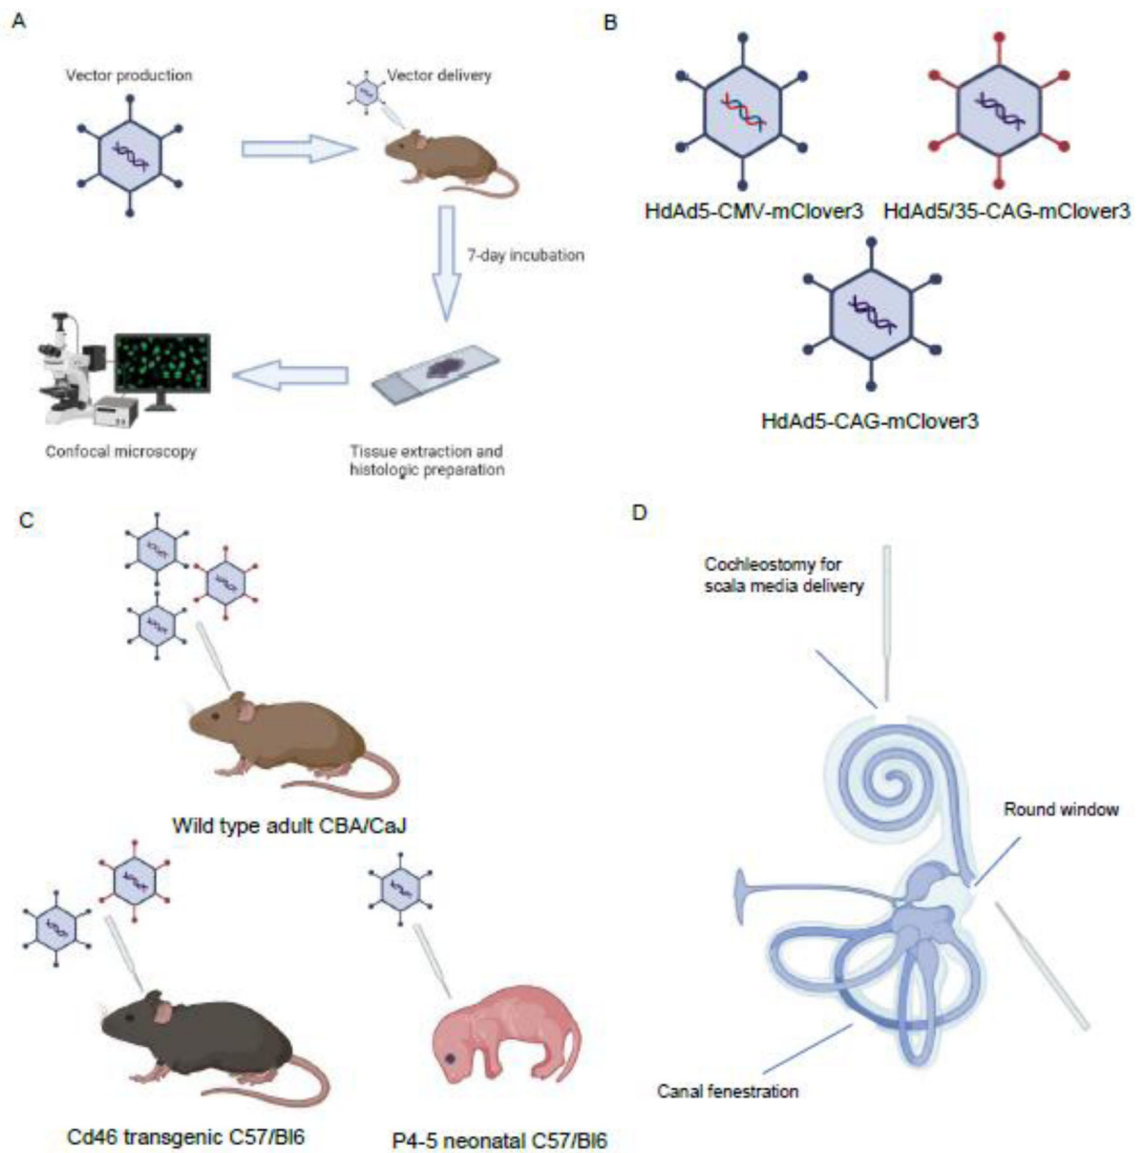 A
Vector production
Vector delivery
7-day incubation
Confocal microscopy
Tissue extraction and
histologic preparation
B
HdAd5-CMV-mClover3
HdAd5/35-CAG-mClover3
HdAd5-CAG-mClover3
C
Wild type adult CBA/CaJ
Cd46 transgenic C57/Bl6
P4-5 neonatal C57/Bl6
D
Cochleostomy for
scala media delivery
Round window
Canal fenestration